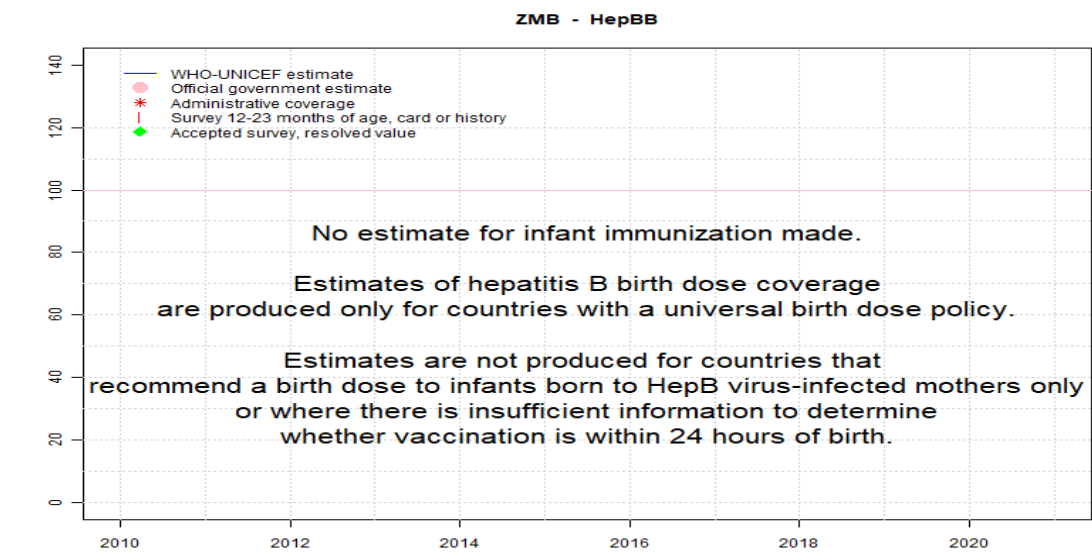 ZMB - HepBB
140
120
100
80
60
40
20
0
WHO-UNICEF estimate
Official government estimate
Administrative coverage
Survey 12-23 months of age, card or history
Accepted survey, resolved value
No estimate for infant immunization made.
Estimates of hepatitis B birth dose coverage
are produced only for countries with a universal birth dose policy.
Estimates are not produced for countries that
recommend a birth dose to infants born to HepB virus-infected mothers only
or where there is insufficient information to determine
whether vaccination is within 24 hours of birth.
2010 2012 2014 2016 2018 2020